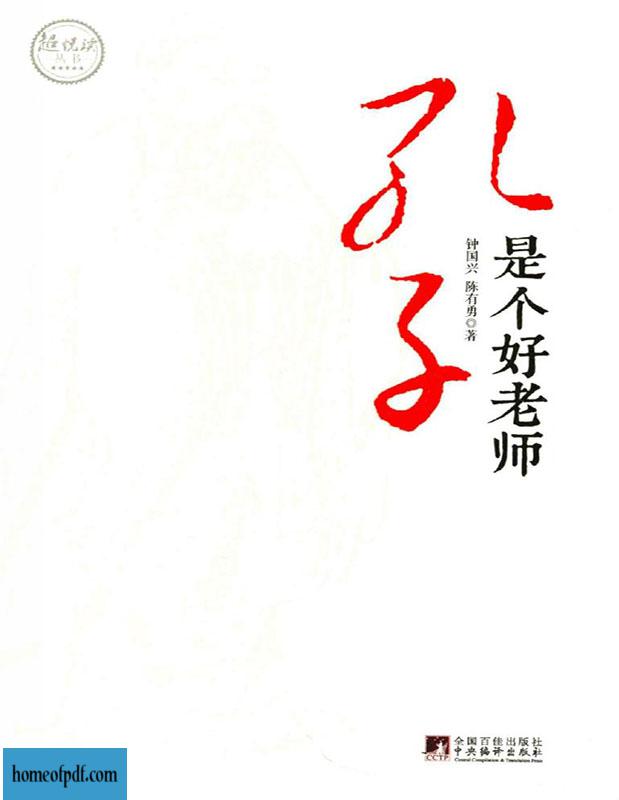 超悦读
丛书
孔子
是个好老师
钟国兴 陈有勇◎著
全国百佳出版社
中央编译出版社
CCTP
Central Compilation & Translation Press
homeofpdf.com